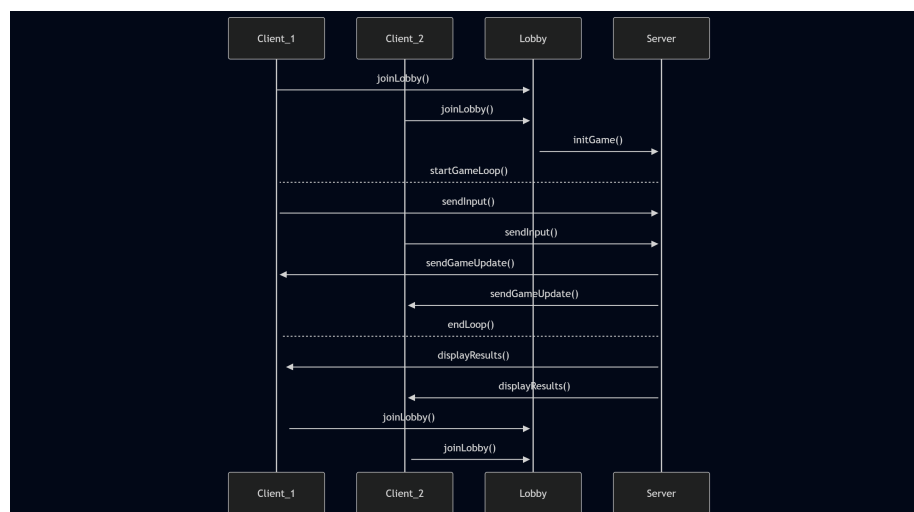 Client_1 Client_2 Lobby Server
joinLobby()
joinLobby()
initGame()
startGameLoop()
sendInput()
sendInput()
sendGameUpdate()
sendGameUpdate()
endLoop()
displayResults()
displayResults()
joinLobby()
joinLobby()
Client_1 Client_2 Lobby Server